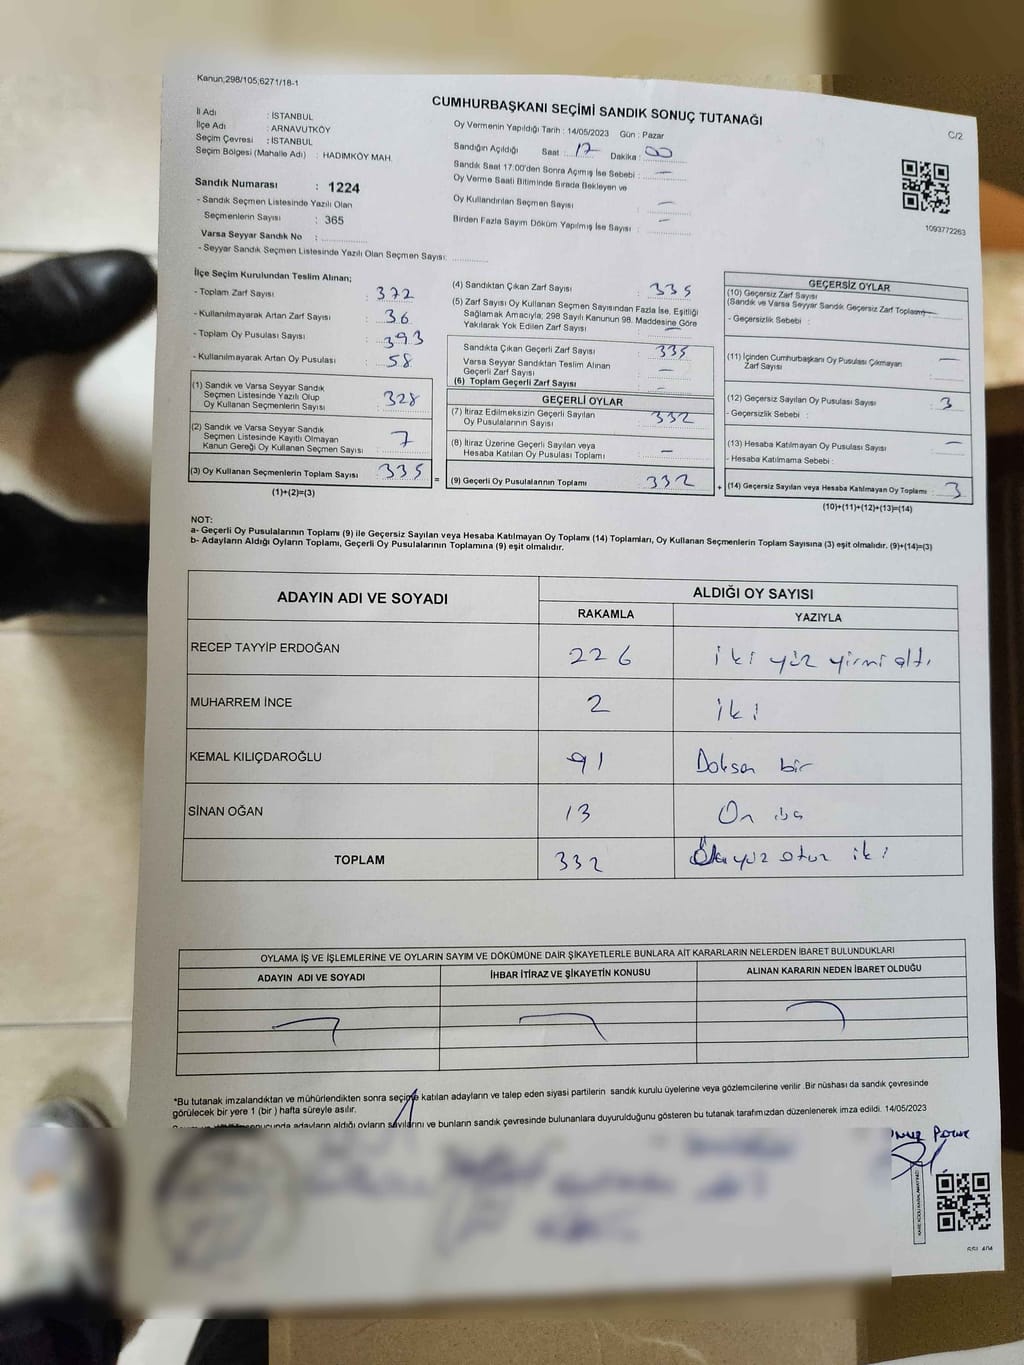 Kanun;298/105,6271/18-1
CUMHURBAŞKANI SEÇİMİ SANDIK SONUÇ TUTANAĞI
C/2
İl Adı : İSTANBUL
İlçe Adı : ARNAVUTKÖY
Seçim Çevresi : İSTANBUL
Seçim Bölgesi (Mahalle Adı) : HADIMKÖY MAH.
Sandık Numarası : 1224
- Sandık Seçmen Listesinde Yazılı Olan
Seçmenlerin Sayısı : 365
Varsa Seyyar Sandık No :
- Seyyar Sandık Seçmen Listesinde Yazılı Olan Seçmen Sayısı:
Oy Vermenin Yapıldığı Tarih : 14/05/2023 Gün : Pazar
Sandığın Açıldığı Saat : 17 Dakika : 00
Sandık Saat 17:00'den Sonra Açımış İse Sebebi : —
Oy Verme Saati Bitiminde Sırada Bekleyen ve
Oy Kullandırılan Seçmen Sayısı : —
Birden Fazla Sayım Döküm Yapılmış İse Sayısı : —
1093772263
İlçe Seçim Kurulundan Teslim Alınan;
- Toplam Zarf Sayısı : 372
- Kullanılmayarak Artan Zarf Sayısı : 36
- Toplam Oy Pusulası Sayısı : 393
- Kullanılmayarak Artan Oy Pusulası : 58
(1) Sandık ve Varsa Seyyar Sandık
Seçmen Listesinde Yazılı Olup
Oy Kullanan Seçmenlerin Sayısı : 328
(2) Sandık ve Varsa Seyyar Sandık
Seçmen Listesinde Kayıtlı Olmayan
Kanun Gereği Oy Kullanan Seçmen Sayısı : 7
(3) Oy Kullanan Seçmenlerin Toplam Sayısı : 335
(1)+(2)=(3)
=
(4) Sandıktan Çıkan Zarf Sayısı : 335
(5) Zarf Sayısı Oy Kullanan Seçmen Sayısından Fazla İse, Eşitliği
Sağlamak Amacıyla; 298 Sayılı Kanunun 98. Maddesine Göre
Yakılarak Yok Edilen Zarf Sayısı : —
Sandıkta Çıkan Geçerli Zarf Sayısı : 335
Varsa Seyyar Sandıktan Teslim Alınan
Geçerli Zarf Sayısı : —
(6) Toplam Geçerli Zarf Sayısı : —
GEÇERLİ OYLAR
(7) İtiraz Edilmeksizin Geçerli Sayılan
Oy Pusulalarının Sayısı : 332
(8) İtiraz Üzerine Geçerli Sayılan veya
Hesaba Katılan Oy Pusulası Toplamı : —
(9) Geçerli Oy Pusulalarının Toplamı : 332
+
GEÇERSİZ OYLAR
(10) Geçersiz Zarf Sayısı
(Sandık ve Varsa Seyyar Sandık Geçersiz Zarf Toplamı) —
- Geçersizlik Sebebi :
(11) İçinden Cumhurbaşkanı Oy Pusulası Çıkmayan
Zarf Sayısı : —
(12) Geçersiz Sayılan Oy Pusulası Sayısı : 3
- Geçersizlik Sebebi :
(13) Hesaba Katılmayan Oy Pusulası Sayısı : —
- Hesaba Katılmama Sebebi :
(14) Geçersiz Sayılan veya Hesaba Katılmayan Oy Toplamı : 3
(10)+(11)+(12)+(13)=(14)
NOT:
a- Geçerli Oy Pusulalarının Toplamı (9) ile Geçersiz Sayılan veya Hesaba Katılmayan Oy Toplamı (14) Toplamları, Oy Kullanan Seçmenlerin Toplam Sayısına (3) eşit olmalıdır. (9)+(14)=(3)
b- Adayların Aldığı Oyların Toplamı, Geçerli Oy Pusulalarının Toplamına (9) eşit olmalıdır.
ADAYIN ADI VE SOYADI ALDIĞI OY SAYISI
RAKAMLA YAZIYLA
RECEP TAYYİP ERDOĞAN 226 iki yüz yirmi altı
MUHARREM İNCE 2 iki
KEMAL KILIÇDAROĞLU 91 Doksan bir
SİNAN OĞAN 13 On
TOPLAM 332 otuz iki
OYLAMA İŞ VE İŞLEMLERİNE VE OYLARIN SAYIM VE DÖKÜMÜNE DAİR ŞİKAYETLERLE BUNLARA AİT KARARLARIN NELERDEN İBARET BULUNDUKLARI
ADAYIN ADI VE SOYADI İHBAR İTİRAZ VE ŞİKAYETİN KONUSU ALINAN KARARIN NEDEN İBARET OLDUĞU
*Bu tutanak imzalandıktan ve mühürlendikten sonra seçime katılan adayların ve talep eden siyasi partilerin sandık kurulu üyelerine veya gözlemcilerine verilir .Bir nüshası da sandık çevresinde
görülecek bir yere 1 (bir ) hafta süreyle asılır.
adayların aldığı oyların sayılarını ve bunların sandık çevresinde bulunanlara duyurulduğunu gösteren bu tutanak tarafımızdan düzenlenerek imza edildi. 14/05/2023